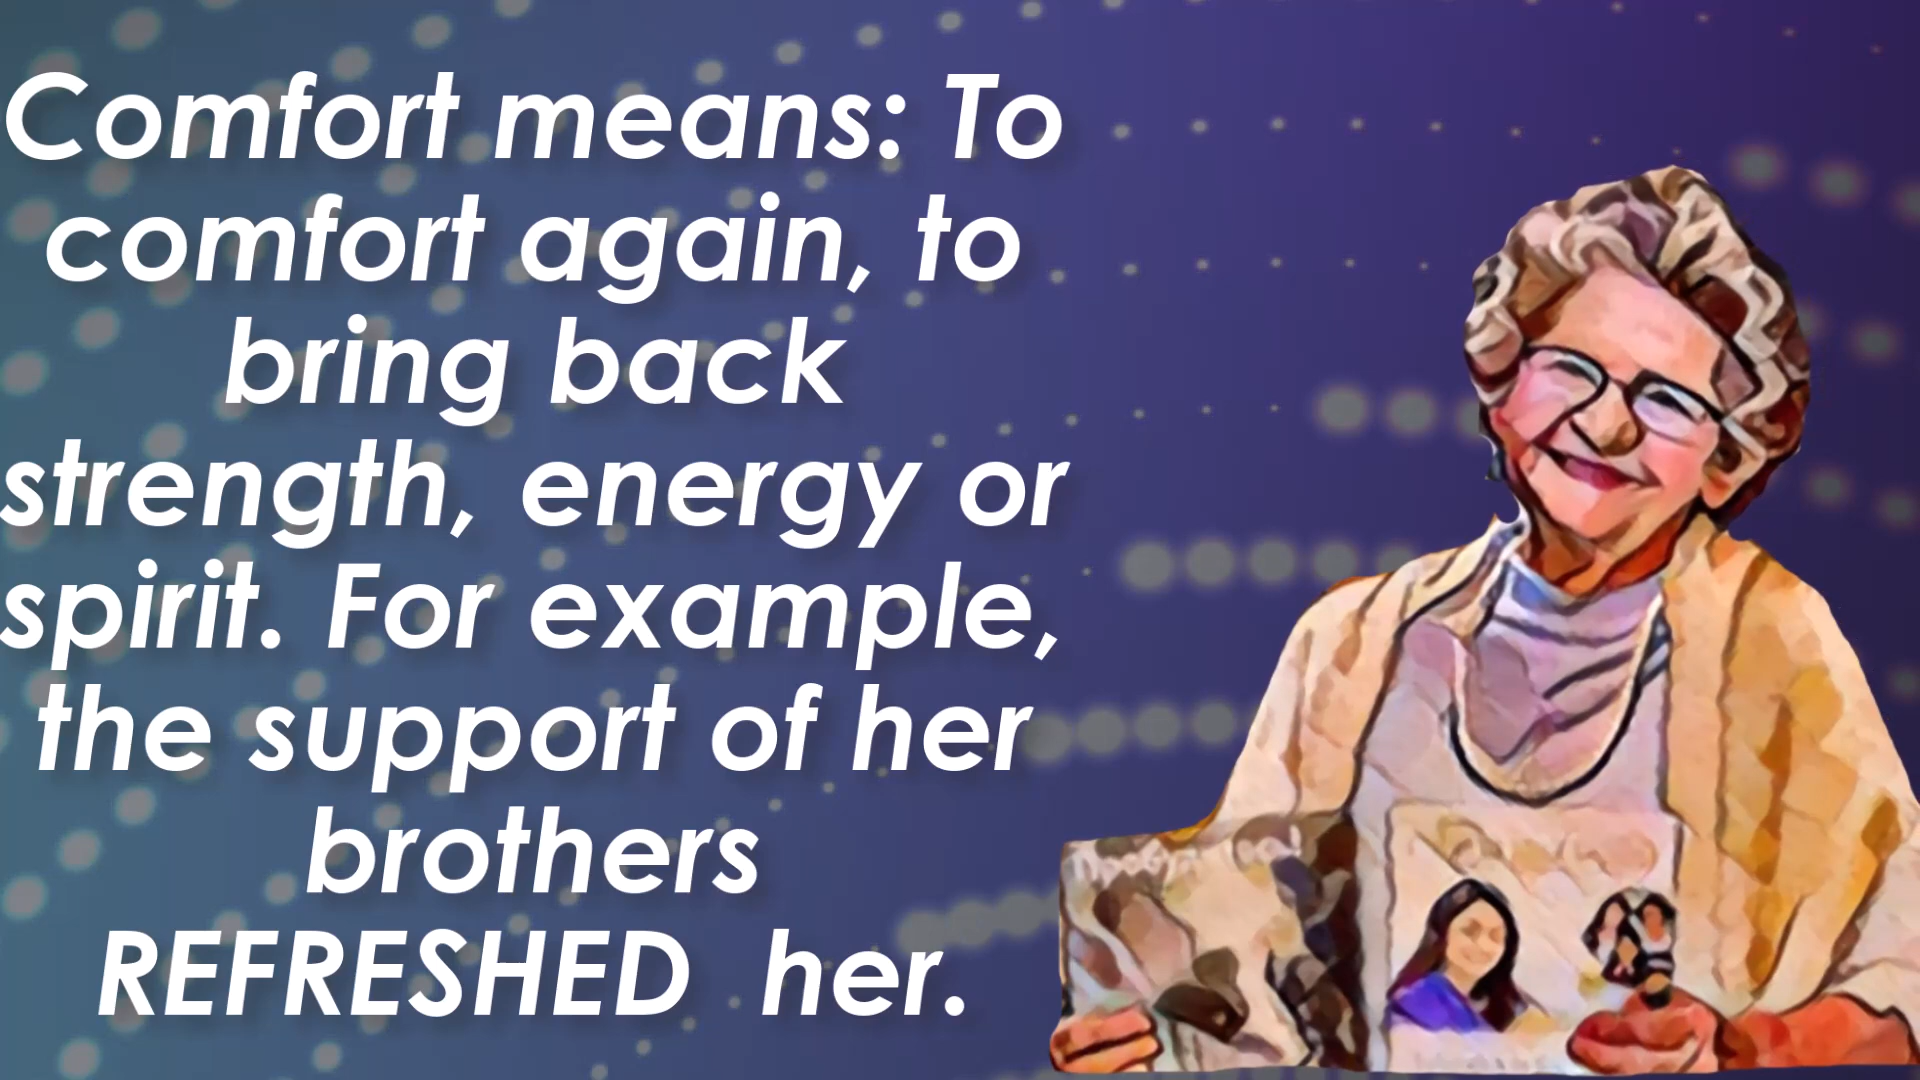 Comfort means: To
comfort again, to
bring back
strength, energy or
spirit. For example,
the support of her
brothers
REFRESHED her.